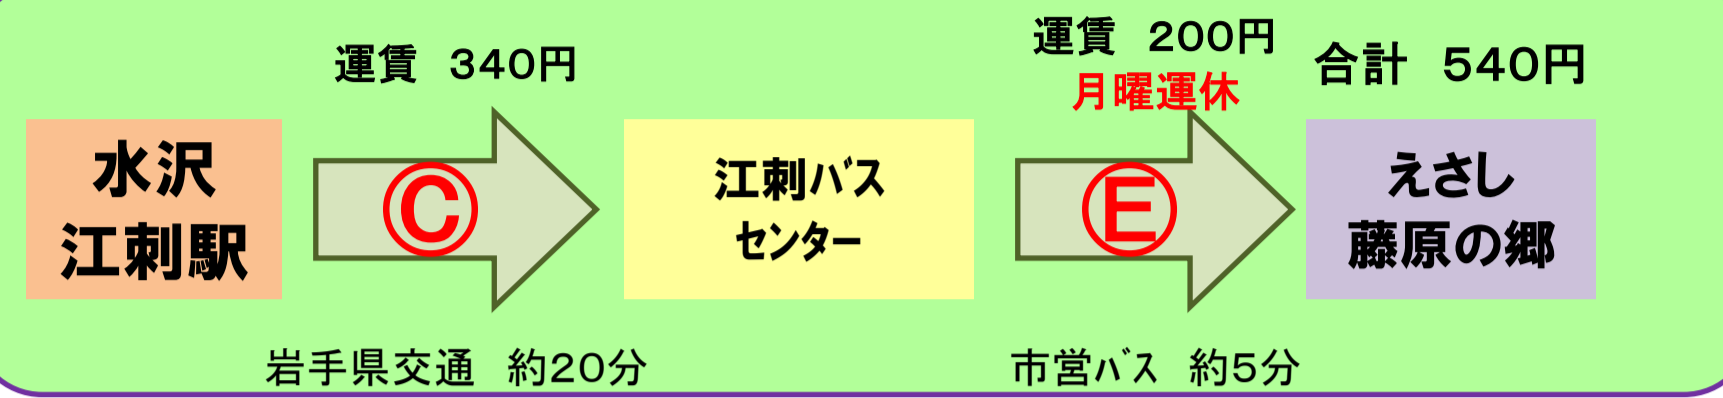 運賃　340円
運賃　200円
月曜運休
合計　540円
水沢
江刺駅
Ⓒ
江刺ﾊﾞｽ
ｾﾝﾀｰ
Ⓔ
えさし
藤原の郷
岩手県交通　約20分
市営ﾊﾞｽ　約5分